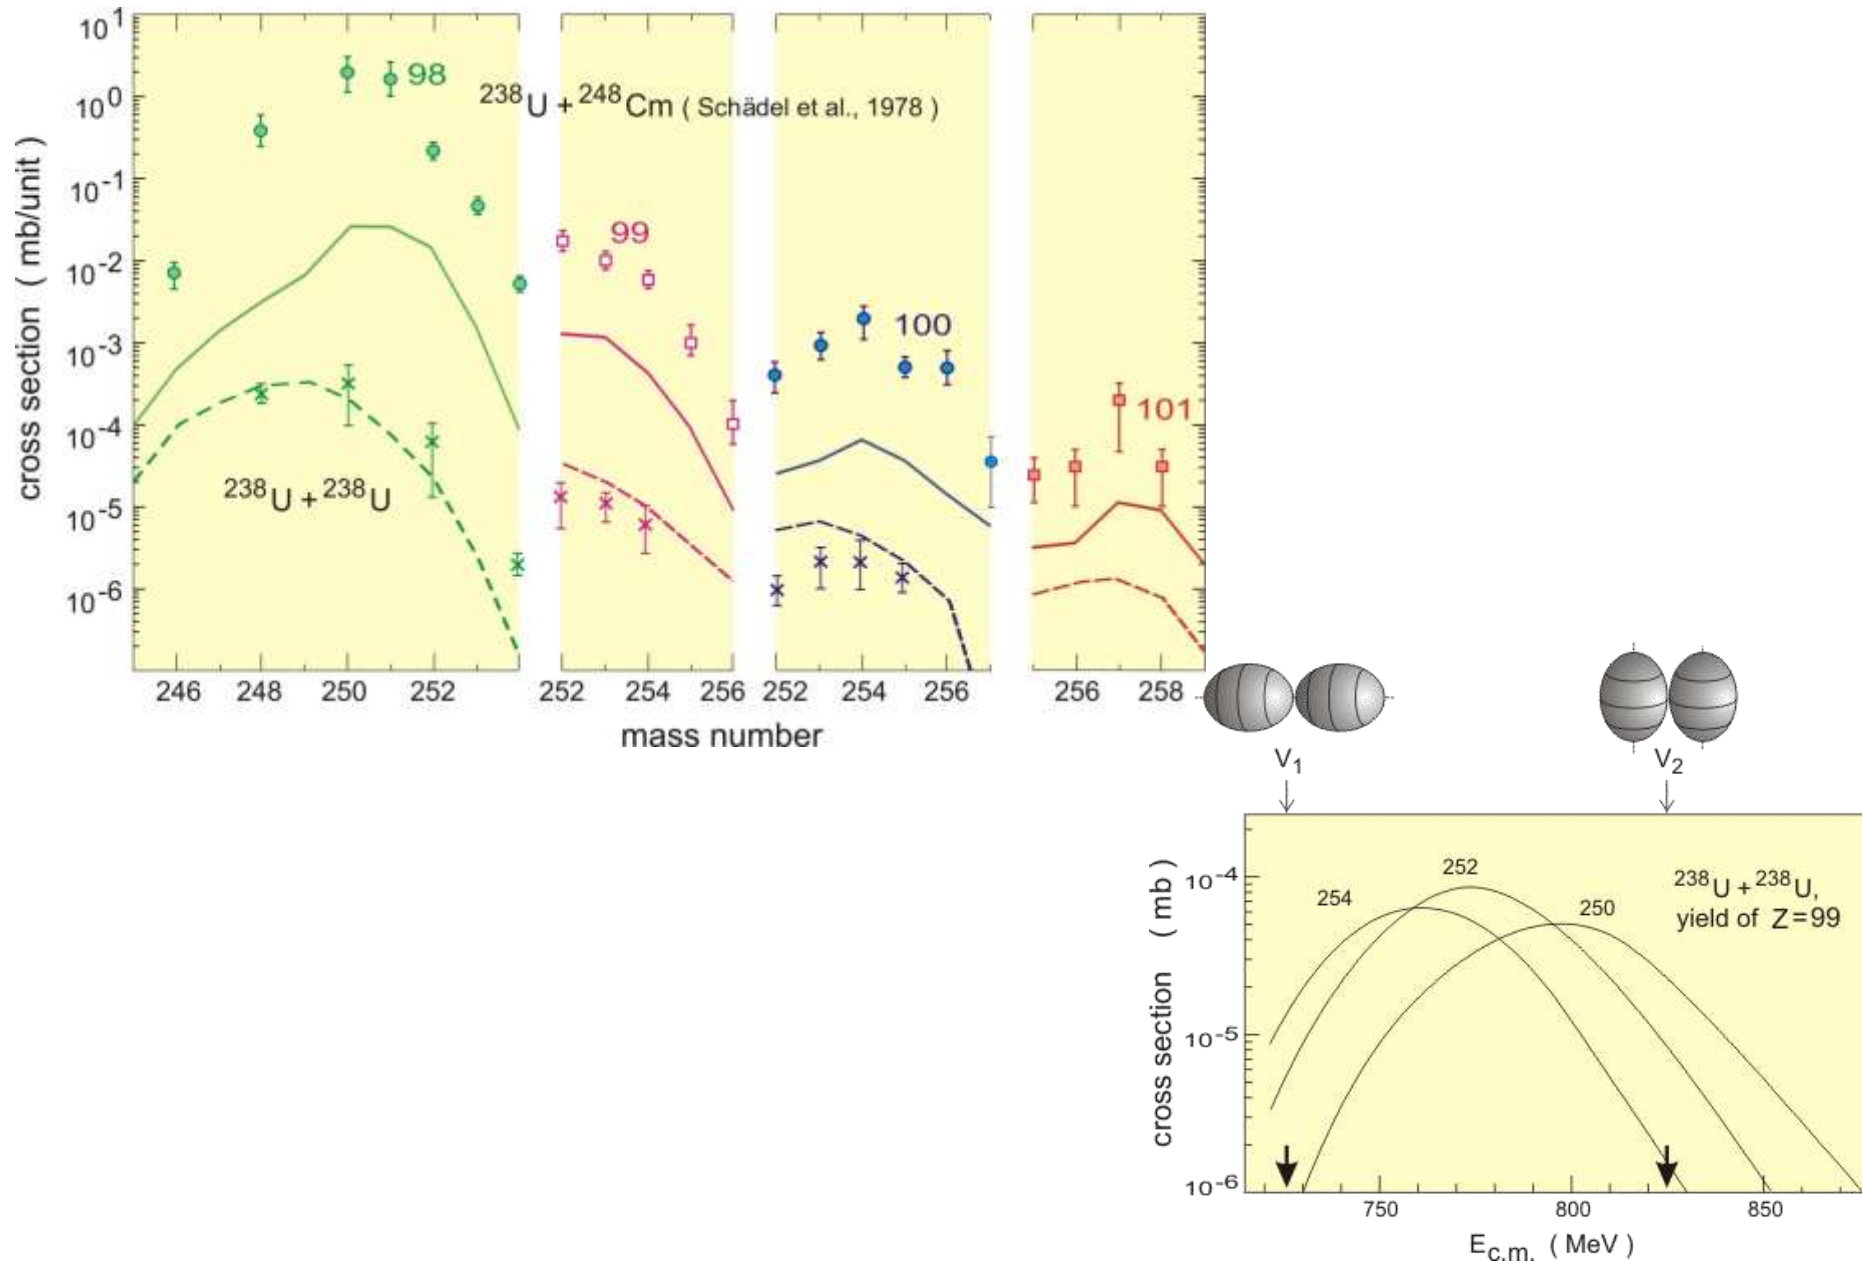 cross section ( mb/unit )
10^1
10^0
10^-1
10^-2
10^-3
10^-4
10^-5
10^-6
98
^238U + ^248Cm ( Schädel et al., 1978 )
99
100
101
^238U + ^238U
246 248 250 252
252 254 256
252 254 256
256 258
mass number
V_1
V_2
cross section ( mb )
10^-4
10^-5
10^-6
254
252
250
^238U + ^238U,
yield of Z=99
750 800 850
E_c.m. ( MeV )